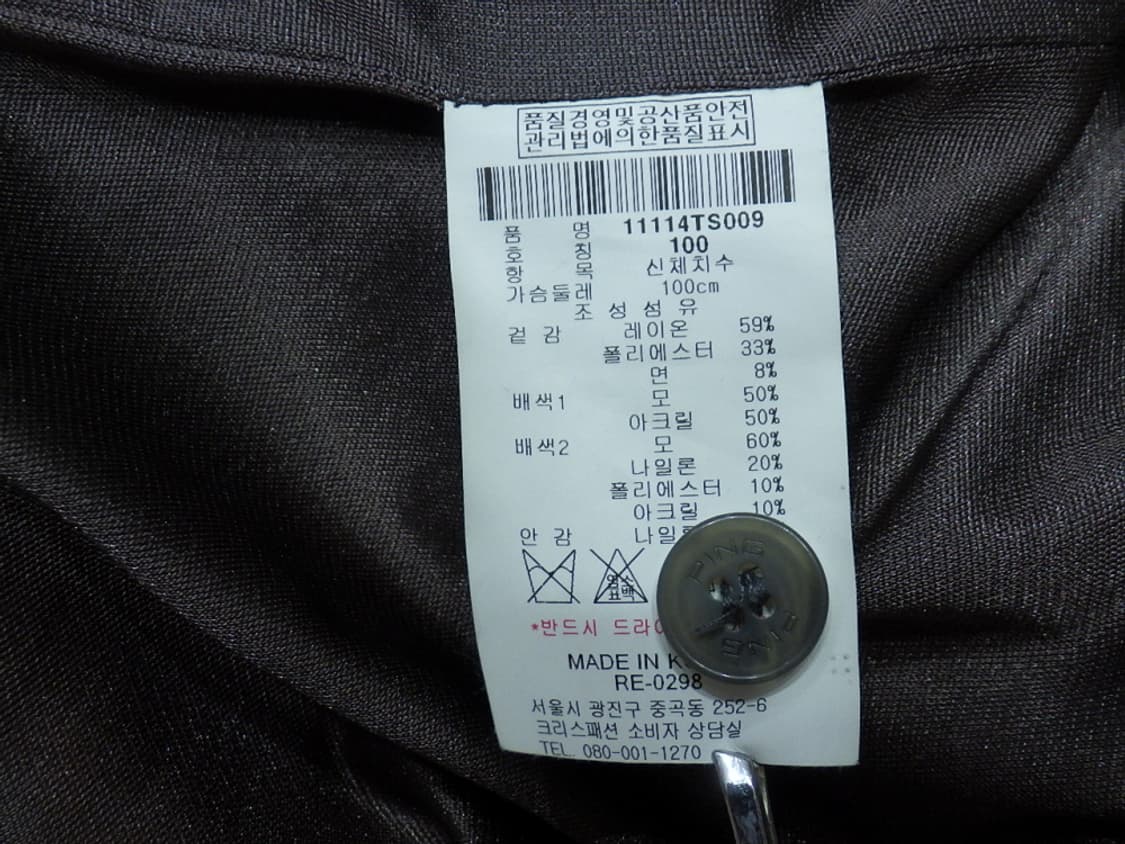 품질경영및공산품안전
관리법에의한품질표시
품 명 11114TS009
호 칭 100
항 목 신체치수
가슴둘레 100cm
조 성 섬 유
겉 감 레이온 59%
폴리에스터 33%
면 8%
배색1 모 50%
아크릴 50%
배색2 모 60%
나일론 20%
폴리에스터 10%
아크릴 10%
안 감
염소
표백
*반드시
MADE IN
RE-0298
서울시 광진구 중곡동 252-6
크리스패션 소비자 상담실
TEL. 080-001-1270
PING
PING